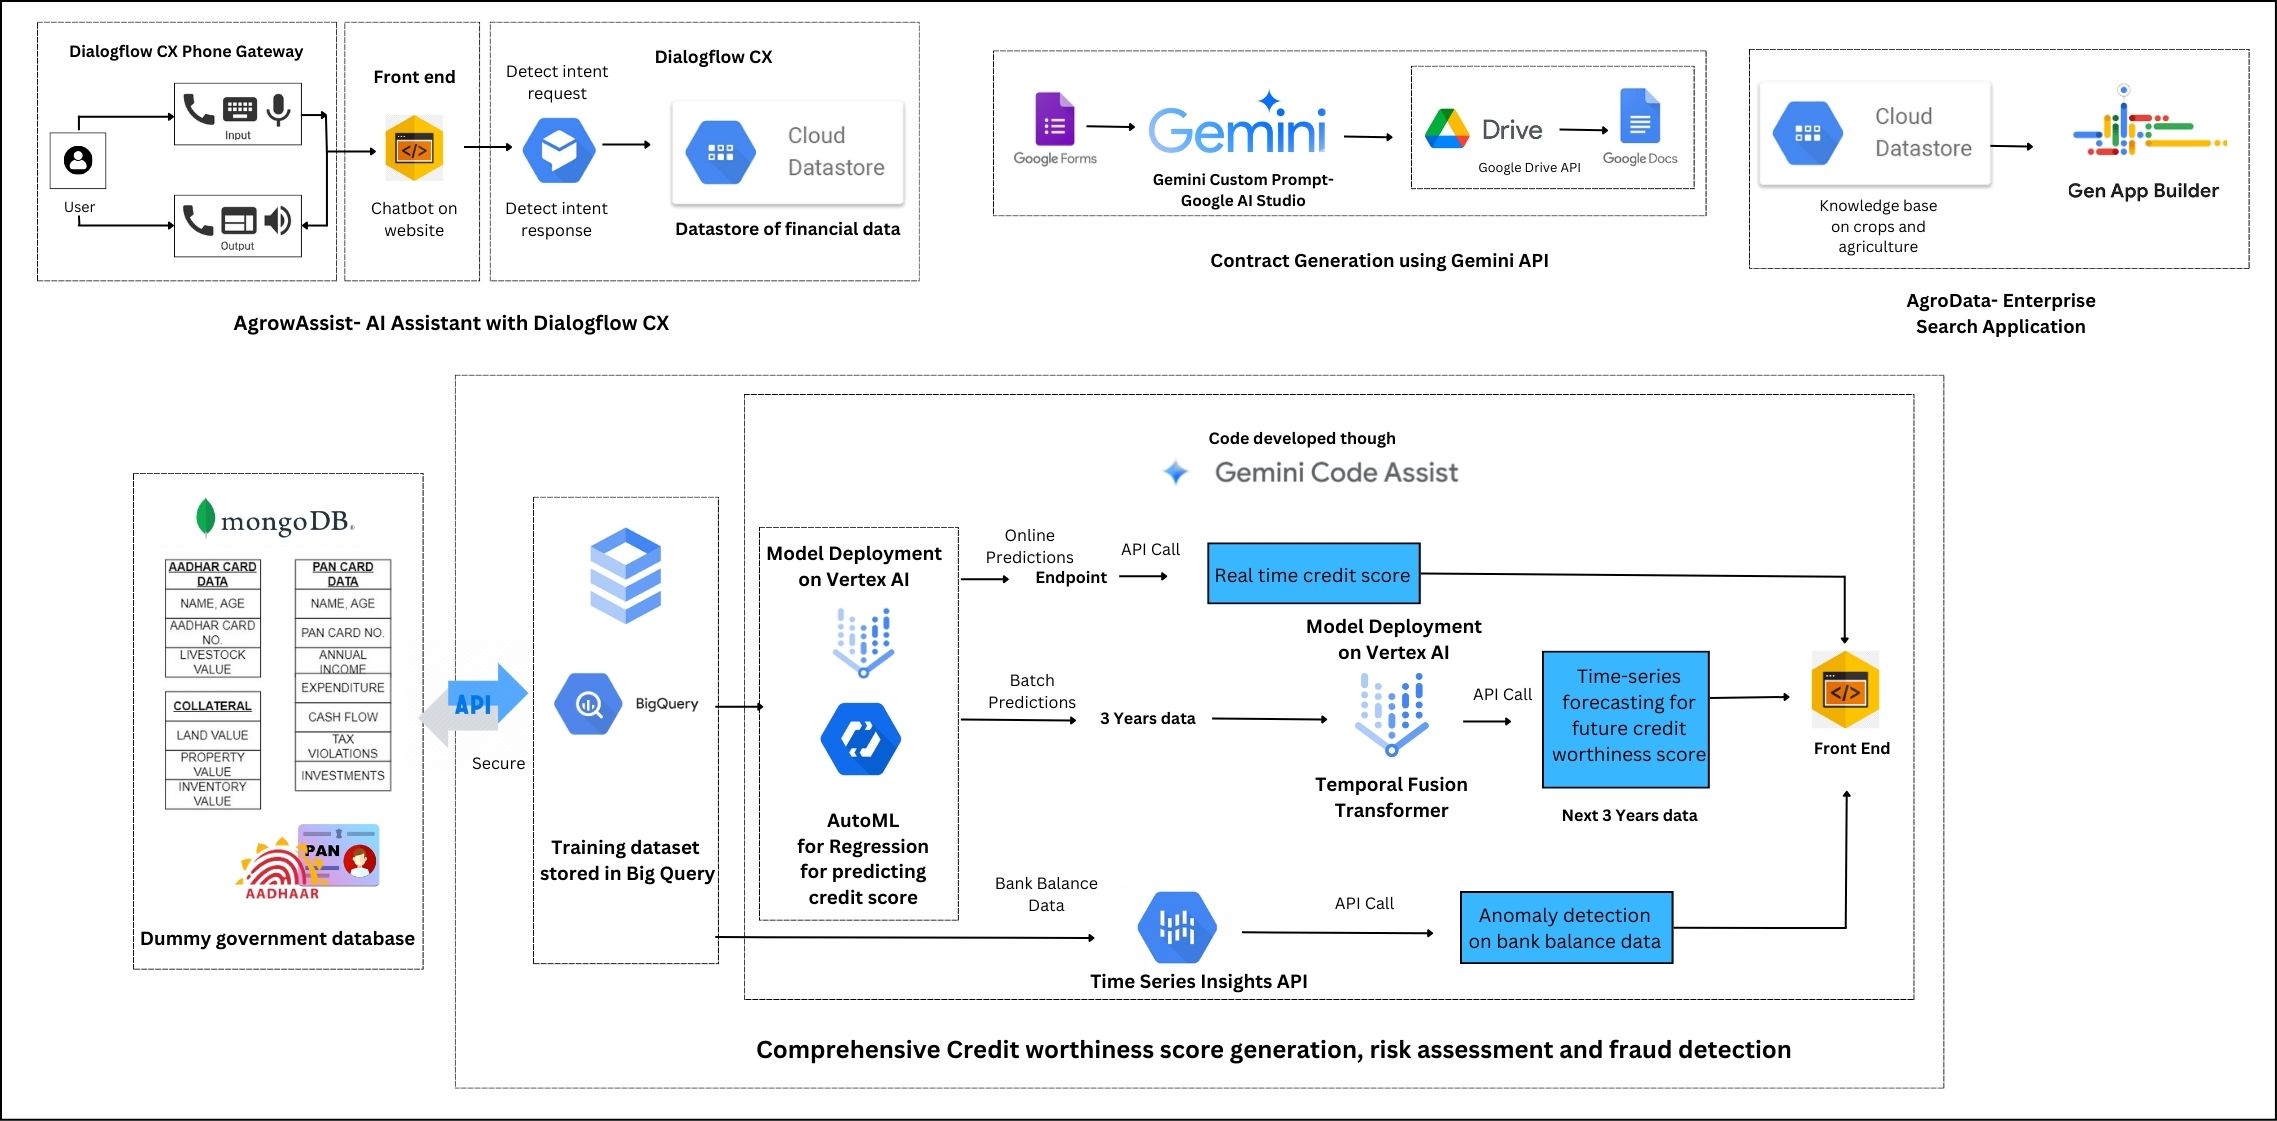 Dialogflow CX Phone Gateway
Input
User
Output
Front end
Chatbot on
website
Dialogflow CX
Detect intent
request
Detect intent
response
Cloud
Datastore
Datastore of financial data
AgrowAssist- AI Assistant with Dialogflow CX
Google Forms
Gemini
Gemini Custom Prompt-
Google AI Studio
Drive
Google Drive API
Google Docs
Contract Generation using Gemini API
Cloud
Datastore
Knowledge base
on crops and
agriculture
Gen App Builder
AgroData- Enterprise
Search Application
mongoDB.
AADHAR CARD
DATA
NAME, AGE
AADHAR CARD
NO.
LIVESTOCK
VALUE
COLLATERAL
LAND VALUE
PROPERTY
VALUE
INVENTORY
VALUE
PAN CARD
DATA
NAME, AGE
PAN CARD NO.
ANNUAL
INCOME
EXPENDITURE
CASH FLOW
TAX
VIOLATIONS
INVESTMENTS
PAN
AADHAAR
Dummy government database
API
Secure
BigQuery
Training dataset
stored in Big Query
Code developed though
Gemini Code Assist
Model Deployment
on Vertex AI
AutoML
for Regression
for predicting
credit score
Online
Predictions
Endpoint
API Call
Real time credit score
Batch
Predictions
3 Years data
Model Deployment
on Vertex AI
Temporal Fusion
Transformer
API Call
Time-series
forecasting for
future credit
worthiness score
Next 3 Years data
Front End
Bank Balance
Data
Time Series Insights API
API Call
Anomaly detection
on bank balance data
Comprehensive Credit worthiness score generation, risk assessment and fraud detection